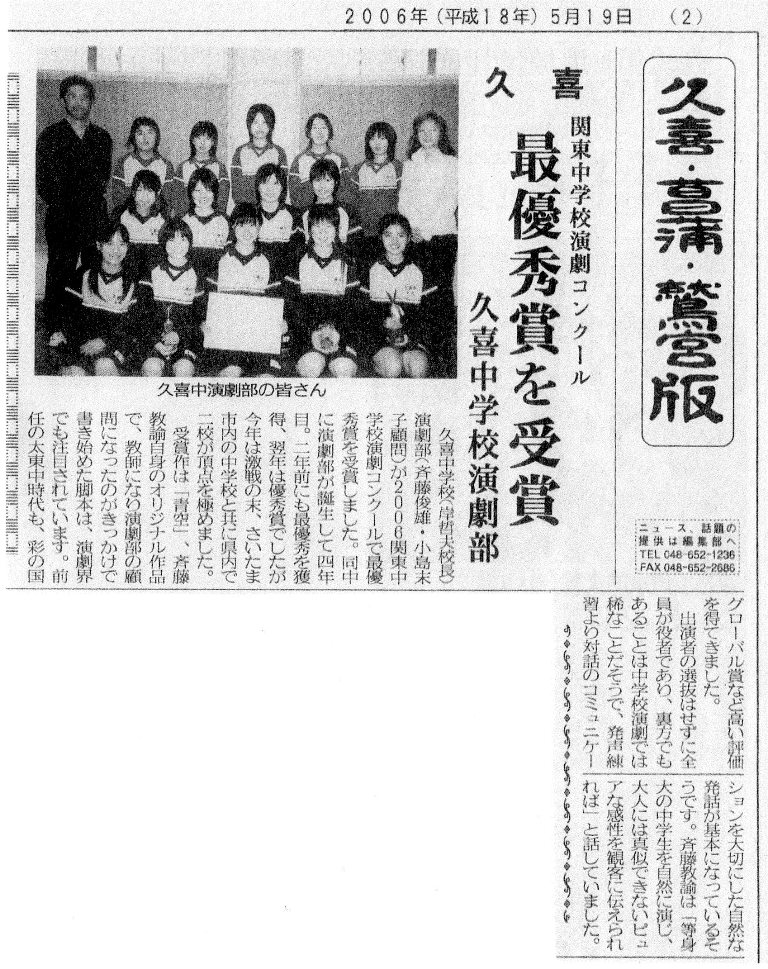 2006年（平成18年）5月19日　（2）
久喜・菖蒲・鷲宮版
ニュース、話題の
提供は編集部へ
TEL 048-652-1236
FAX 048-652-2686
久　喜
関東中学校演劇コンクール
最優秀賞を受賞
久喜中学校演劇部
久喜中演劇部の皆さん
久喜中学校（岸哲夫校長）
演劇部（斉藤俊雄・小島末
子顧問）が2006関東中
学校演劇コンクールで最優
秀賞を受賞しました。同中
に演劇部が誕生して四年
目。二年前にも最優秀を獲
得、翌年は優秀賞でしたが
今年は激戦の末、さいたま
市内の中学校と共に県内で
二校が頂点を極めました。
受賞作は「青空」、斉藤
教諭自身のオリジナル作品
で、教師になり演劇部の顧
問になったのがきっかけで
書き始めた脚本は、演劇界
でも注目されています。前
任の太東中時代も、彩の国
グローバル賞など高い評価
を得てきました。
出演者の選抜はせずに全
員が役者であり、裏方でも
あることは中学校演劇では
稀なことだそうで、発声練
習より対話のコミュニケー
ションを大切にした自然な
発話が基本になっているそ
うです。斉藤教諭は「等身
大の中学生を自然に演じ、
大人には真似できないピュ
アな感性を観客に伝えられ
れば」と話していました。